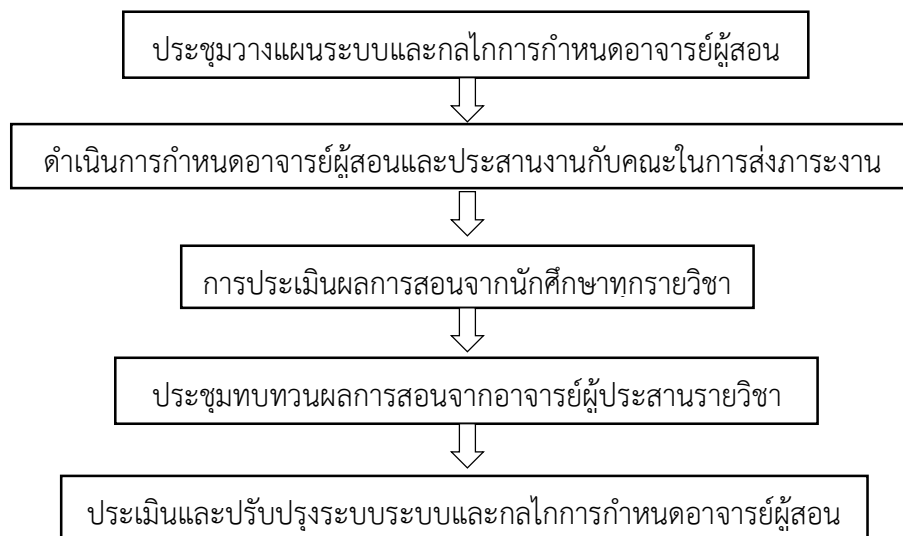 ประชุมวางแผนระบบและกลไกการกำหนดอาจารย์ผู้สอน
ดำเนินการกำหนดอาจารย์ผู้สอนและประสานงานกับคณะในการส่งภาระงาน
การประเมินผลการสอนจากนักศึกษาทุกรายวิชา
ประชุมทบทวนผลการสอนจากอาจารย์ผู้ประสานรายวิชา
ประเมินและปรับปรุงระบบระบบและกลไกการกำหนดอาจารย์ผู้สอน